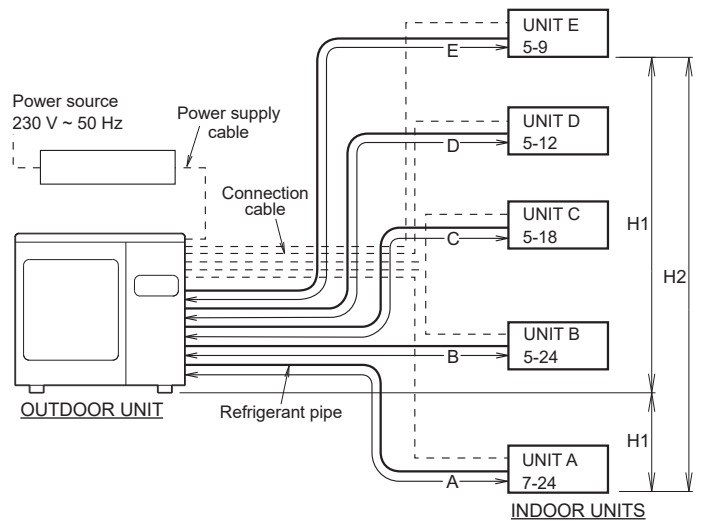 UNIT E
5-9
E
Power source
230 V ~ 50 Hz
Power supply
cable
UNIT D
5-12
D
Connection
cable
UNIT C
5-18
C
H1
H2
UNIT B
5-24
B
OUTDOOR UNIT
Refrigerant pipe
H1
UNIT A
7-24
A
INDOOR UNITS